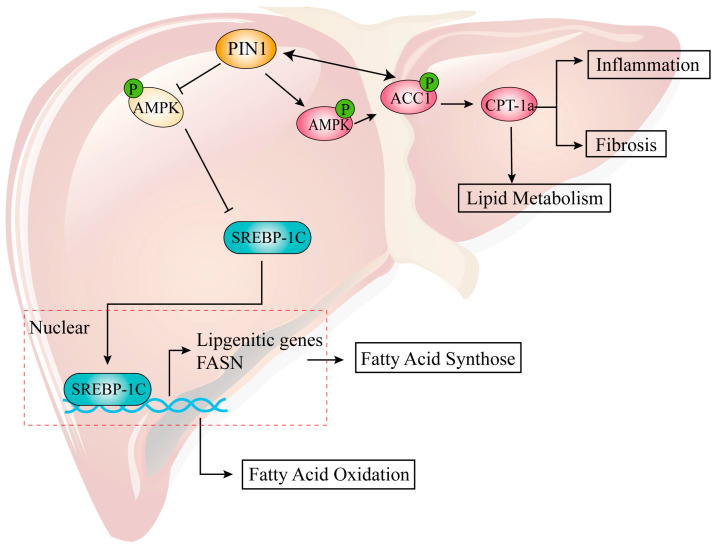 PIN1
P
AMPK
P
AMPK
P
ACC1
CPT-1a
Inflammation
Fibrosis
Lipid Metabolism
SREBP-1C
Nuclear
Lipgenitic genes
FASN
SREBP-1C
Fatty Acid Synthose
Fatty Acid Oxidation